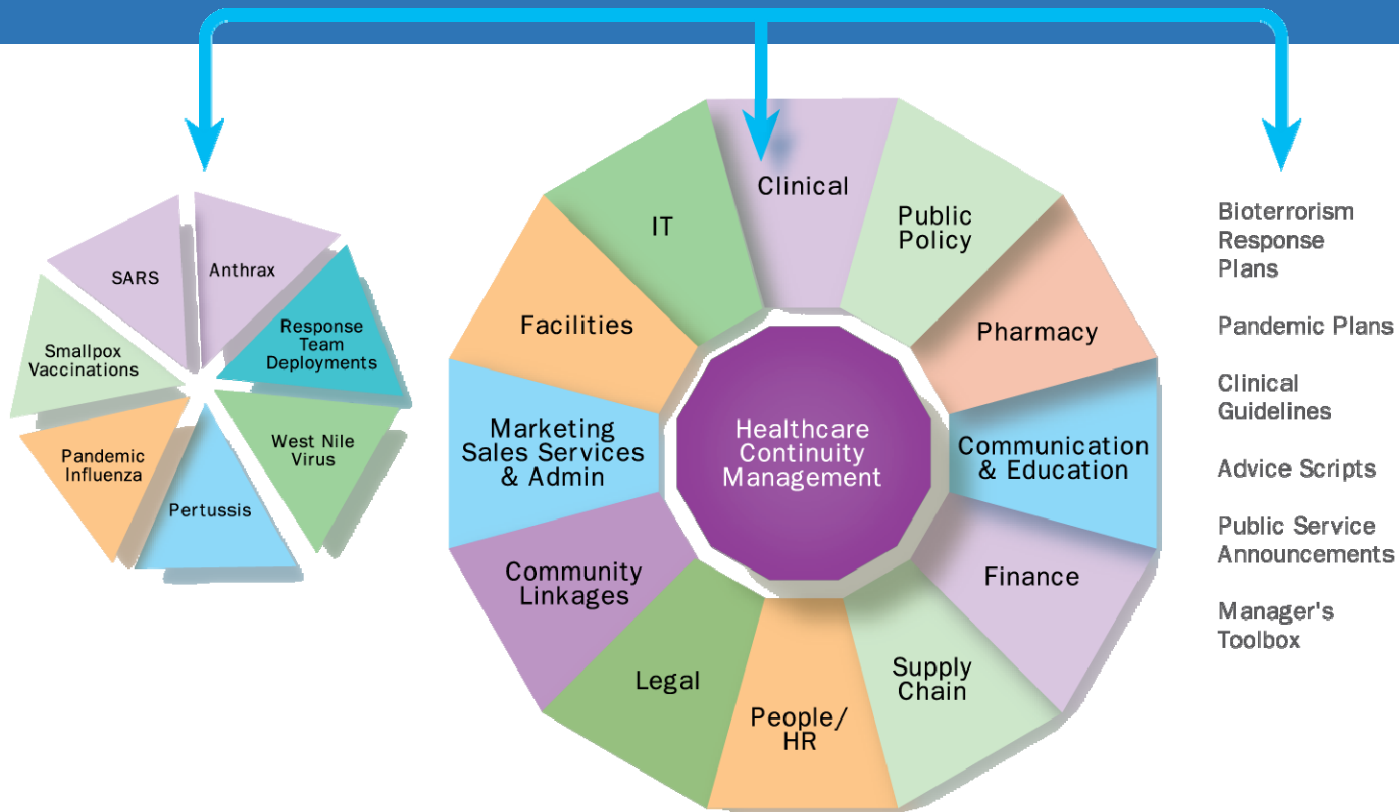 SARS
Anthrax
Response
Team
Deployments
West Nile
Virus
Pertussis
Pandemic
Influenza
Smallpox
Vaccinations
Clinical
Public
Policy
Pharmacy
Communication
& Education
Finance
Supply
Chain
People/
HR
Legal
Community
Linkages
Marketing
Sales Services
& Admin
Facilities
IT
Healthcare
Continuity
Management
Bioterrorism
Response
Plans
Pandemic Plans
Clinical
Guidelines
Advice Scripts
Public Service
Announcements
Manager's
Toolbox